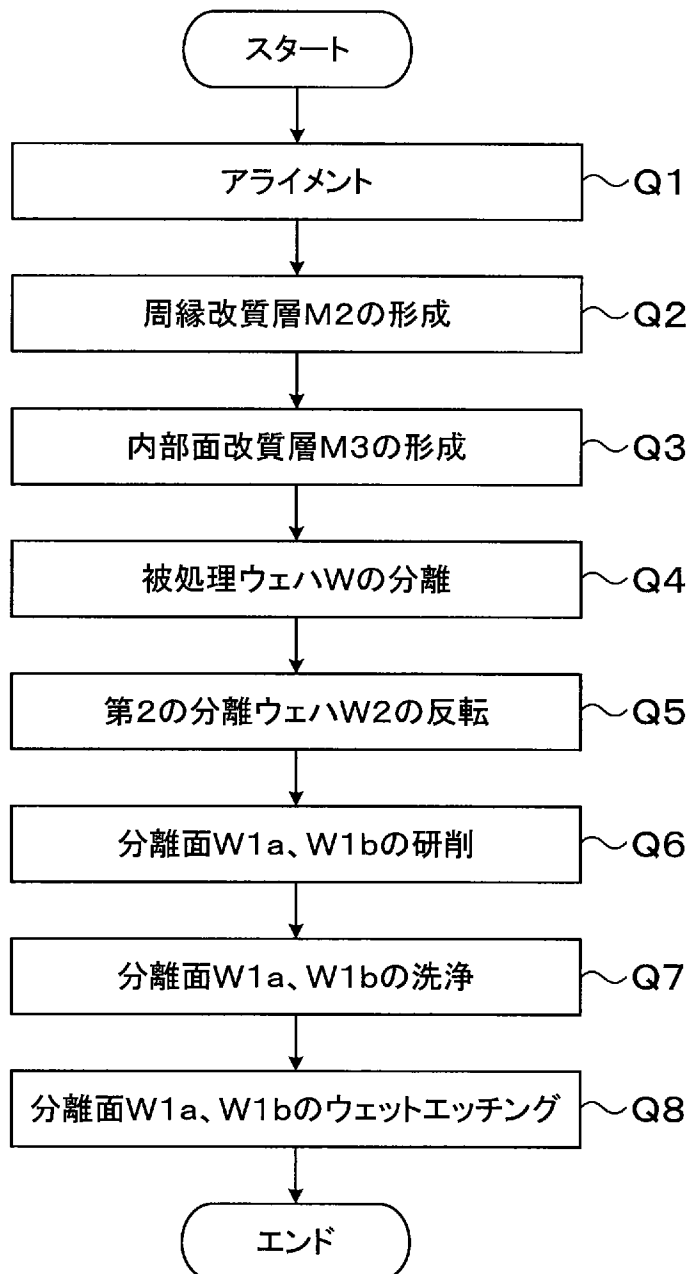 スタート
アライメント Q1
周縁改質層M2の形成 Q2
内部面改質層M3の形成 Q3
被処理ウェハWの分離 Q4
第2の分離ウェハW2の反転 Q5
分離面W1a、W1bの研削 Q6
分離面W1a、W1bの洗浄 Q7
分離面W1a、W1bのウェットエッチング Q8
エンド